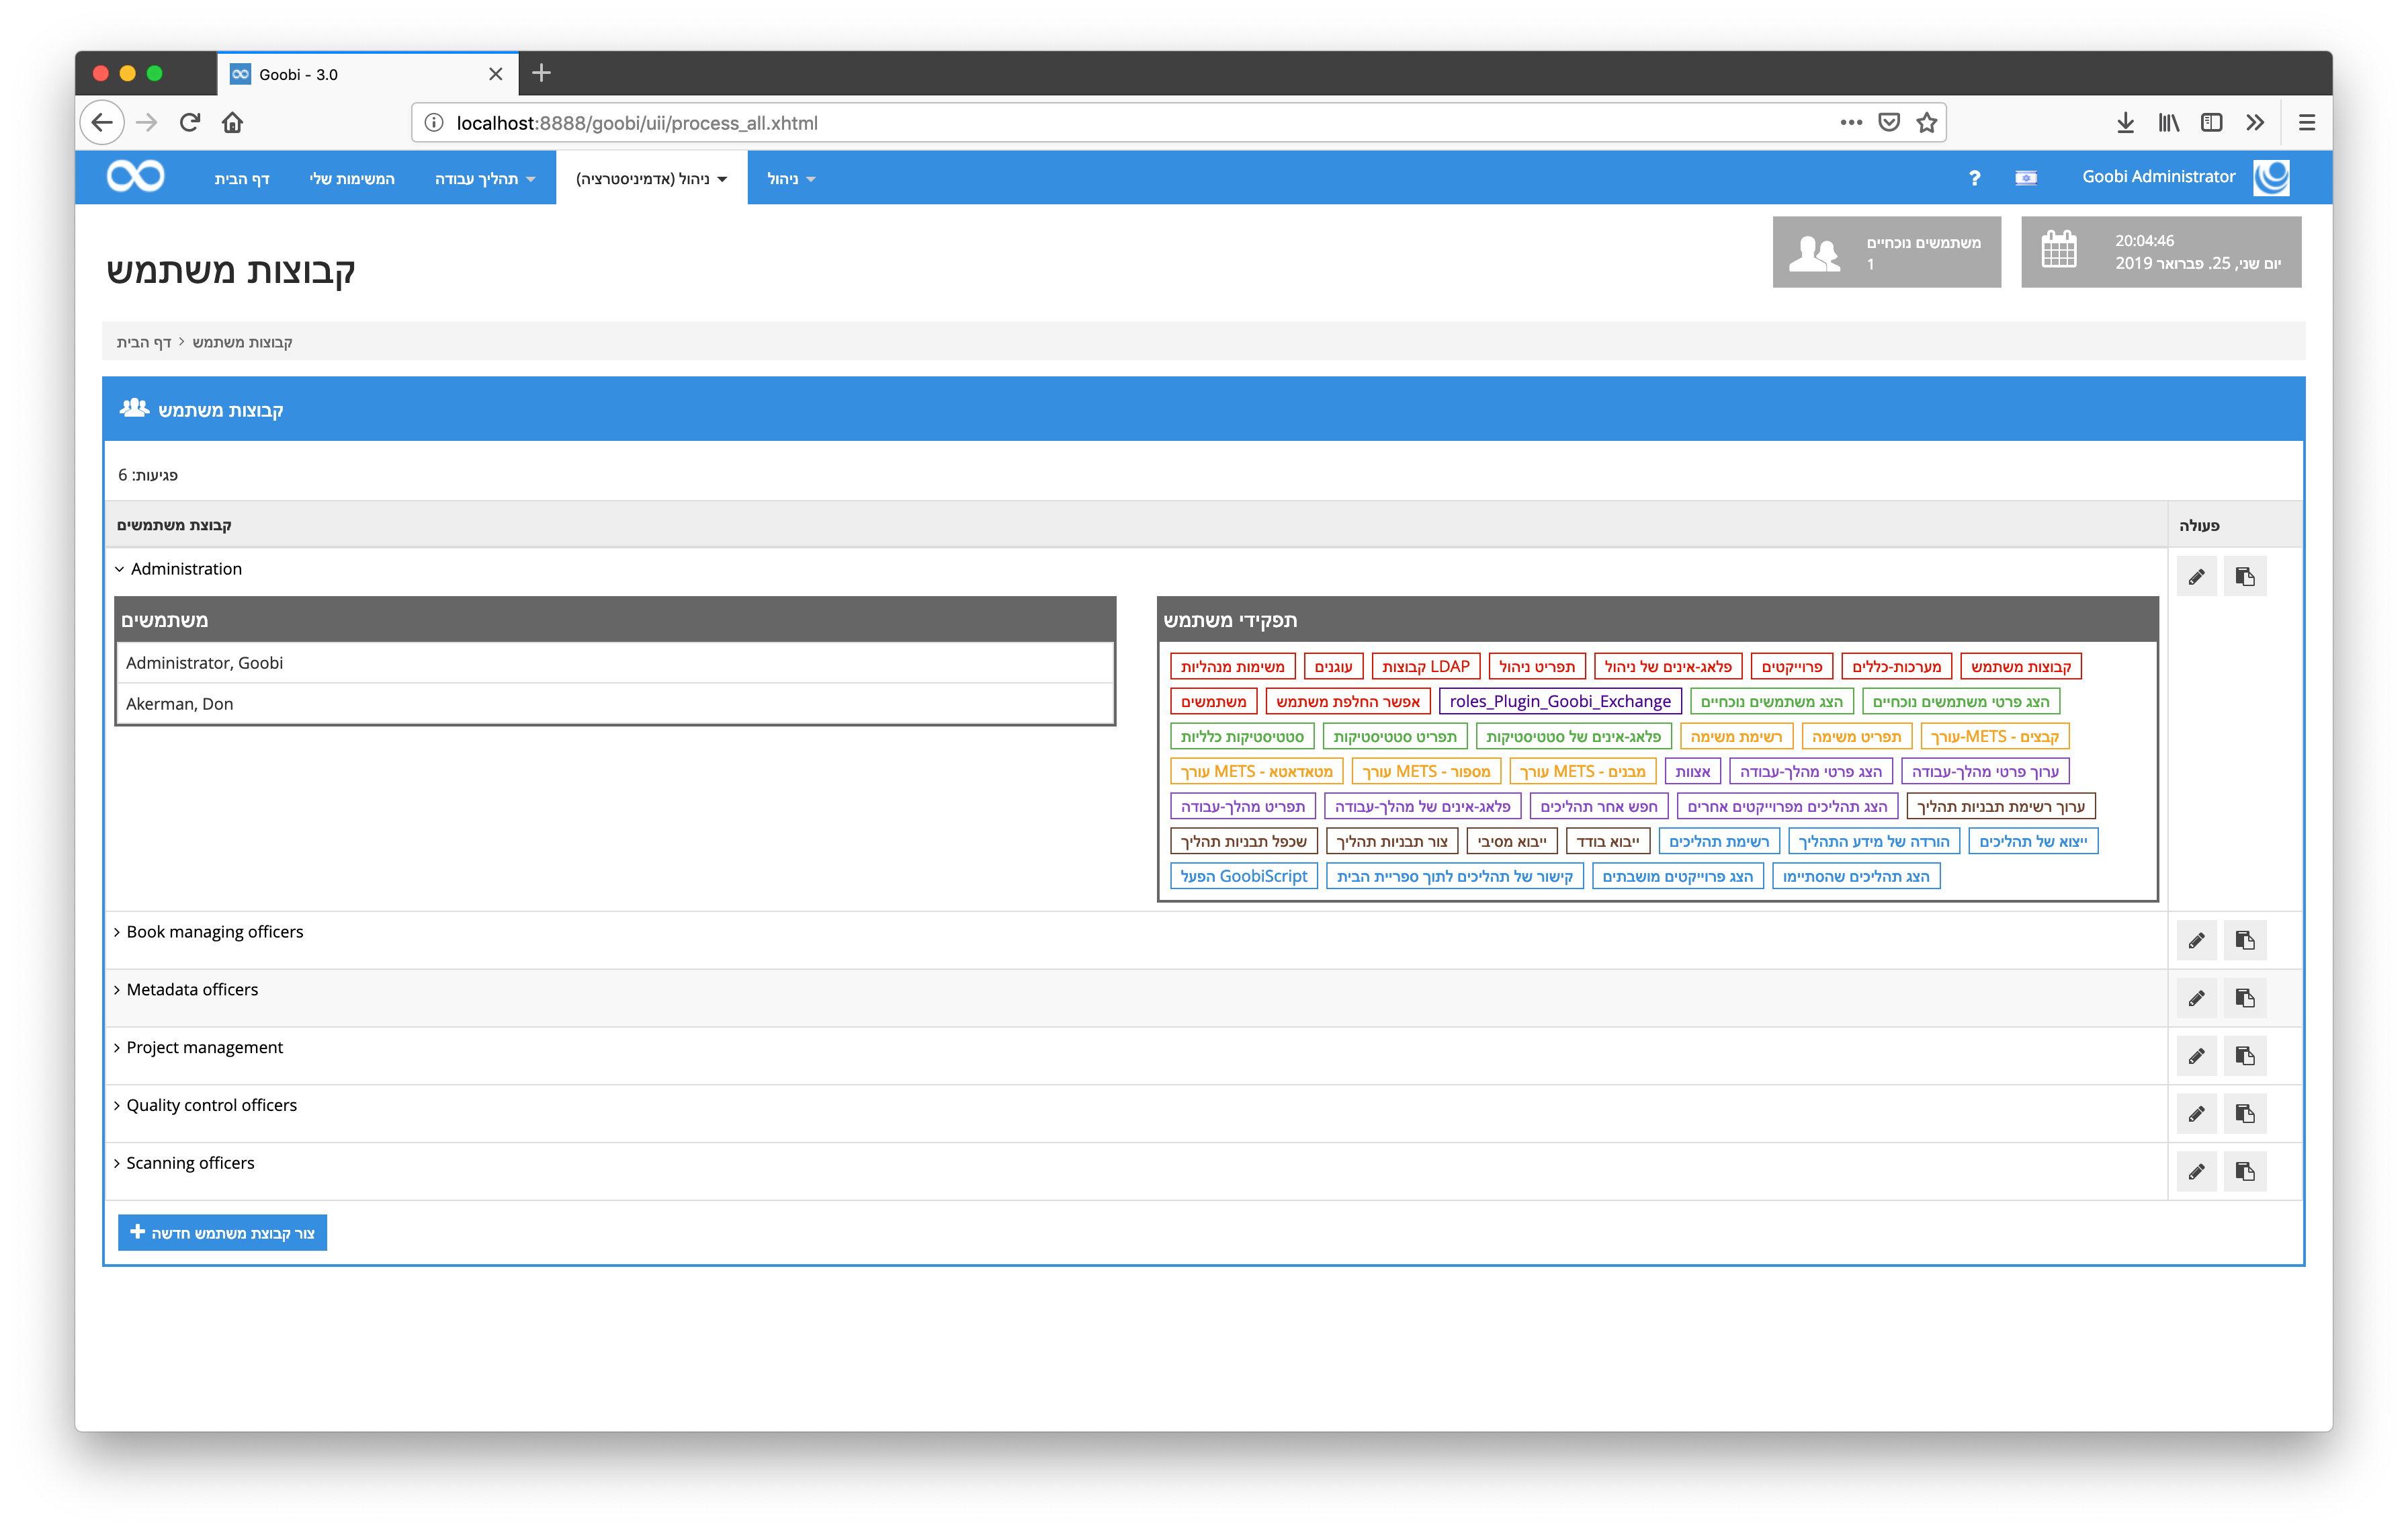 Goobi - 3.0
localhost:8888/goobi/uii/process_all.xhtml
דף הבית
המשימות שלי
תהליך עבודה
ניהול (אדמיניסטרציה)
ניהול
?
Goobi Administrator
קבוצות משתמש
משתמשים נוכחיים
1
20:04:46
יום שני, 25. פברואר 2019
דף הבית > קבוצות משתמש
קבוצות משתמש
פגיעות: 6
קבוצת משתמשים
פעולה
Administration
משתמשים
Administrator, Goobi
Akerman, Don
תפקידי משתמש
משימות מנהליות עוגנים LDAP קבוצות תפריט ניהול פלאג-אינים של ניהול פרוייקטים מערכות-כללים קבוצות משתמש
משתמשים אפשר החלפת משתמש roles_Plugin_Goobi_Exchange הצג משתמשים נוכחיים הצג פרטי משתמשים נוכחיים
סטטיסטיקות כלליות תפריט סטטיסטיקות פלאג-אינים של סטטיסטיקות רשימת משימה תפריט משימה קבצים - METS-עורך
מטאדאטא - METS עורך מספור - METS עורך מבנים - METS עורך אצוות הצג פרטי מהלך-עבודה ערוך פרטי מהלך-עבודה
תפריט מהלך-עבודה פלאג-אינים של מהלך-עבודה חפש אחר תהליכים הצג תהליכים מפרוייקטים אחרים ערוך רשימת תבניות תהליך
שכפל תבניות תהליך צור תבניות תהליך ייבוא מסיבי ייבוא בודד רשימת תהליכים הורדה של מידע התהליך ייצוא של תהליכים
GoobiScript הפעל קישור של תהליכים לתוך ספריית הבית הצג פרוייקטים מושבתים הצג תהליכים שהסתיימו
Book managing officers
Metadata officers
Project management
Quality control officers
Scanning officers
צור קבוצת משתמש חדשה